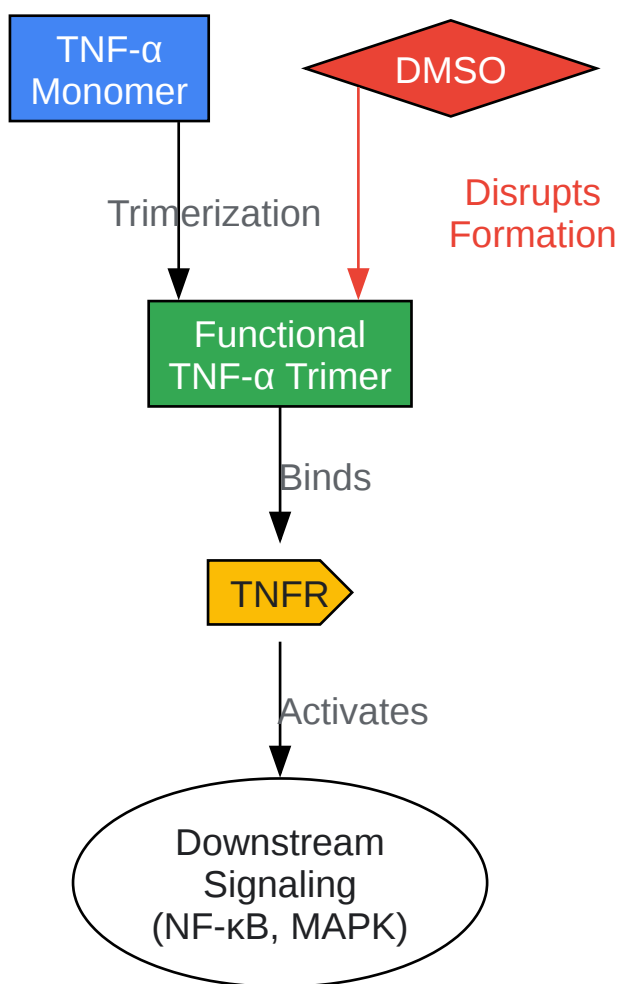 TNF-α
Monomer
DMSO
Trimerization
Disrupts
Formation
Functional
TNF-α Trimer
Binds
TNFR
Activates
Downstream
Signaling
(NF-κB, MAPK)